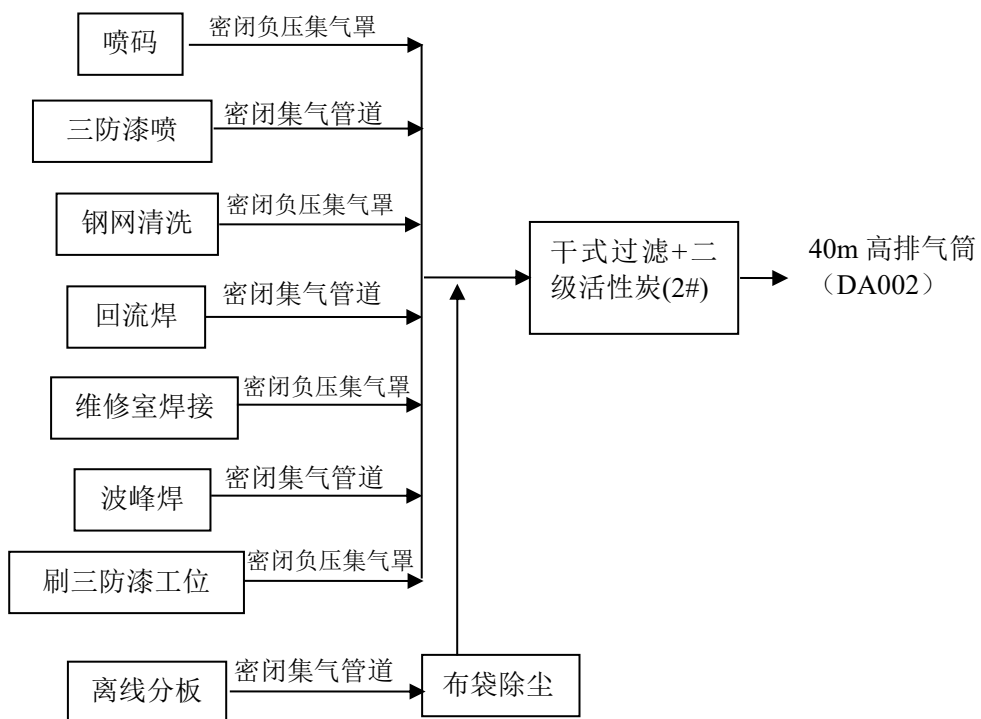 喷码
密闭负压集气罩
三防漆喷
密闭集气管道
钢网清洗
密闭负压集气罩
回流焊
密闭集气管道
维修室焊接
密闭负压集气罩
波峰焊
密闭集气管道
刷三防漆工位
密闭负压集气罩
离线分板
密闭集气管道
布袋除尘
干式过滤+二
级活性炭(2#)
40m 高排气筒
（DA002）